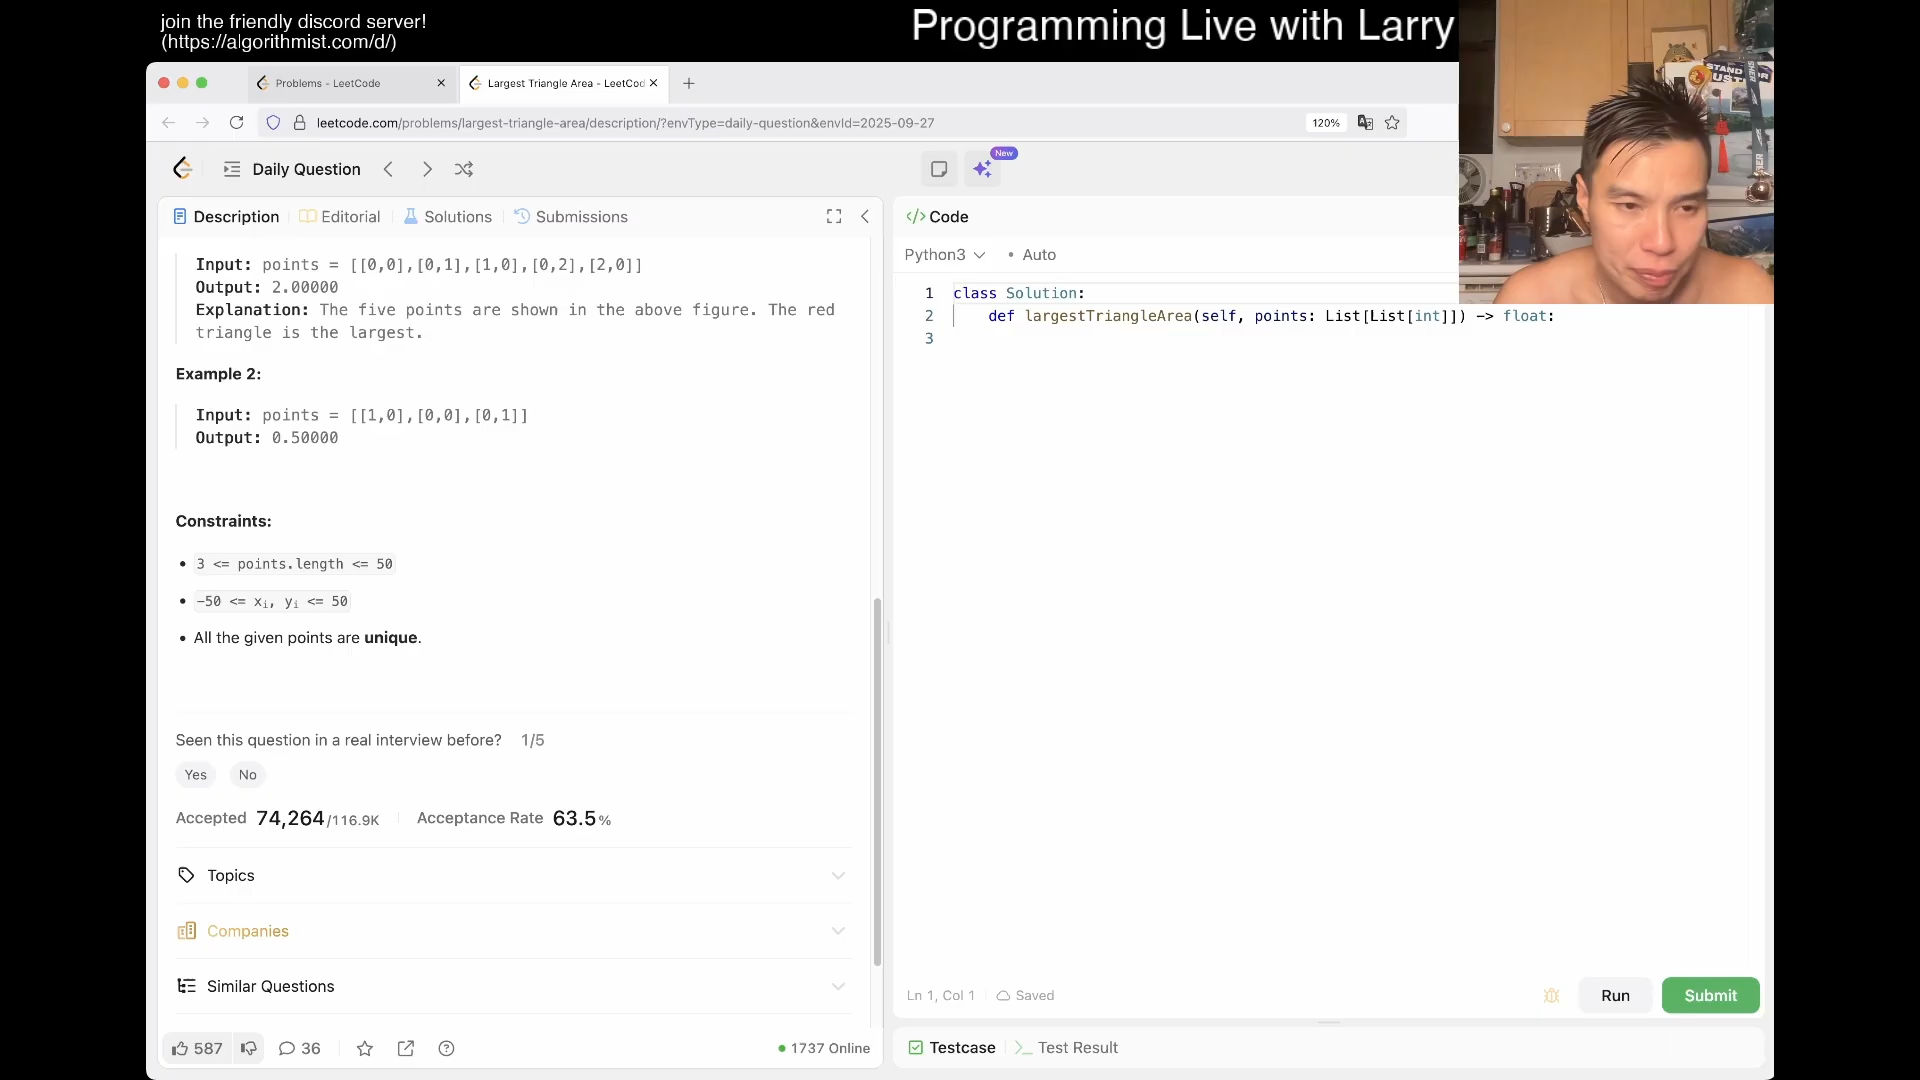 join the friendly discord server!
(https://algorithmist.com/d/)
Programming Live with Larry
Problems - LeetCode
Largest Triangle Area - LeetCod
leetcode.com/problems/largest-triangle-area/description/?envType=daily-question&envId=2025-09-27
120%
Daily Question
New
Description
Editorial
Solutions
Submissions
Input: points = [[0,0],[0,1],[1,0],[0,2],[2,0]]
Output: 2.00000
Explanation: The five points are shown in the above figure. The red
triangle is the largest.
Example 2:
Input: points = [[1,0],[0,0],[0,1]]
Output: 0.50000
Constraints:
• 3 <= points.length <= 50
• -50 <= xi, yi <= 50
• All the given points are unique.
Seen this question in a real interview before? 1/5
Yes No
Accepted 74,264/116.9K Acceptance Rate 63.5%
Topics
Companies
Similar Questions
587 36 1737 Online
</> Code
Python3 • Auto
1 class Solution:
2 def largestTriangleArea(self, points: List[List[int]]) -> float:
3
Ln 1, Col 1 Saved
Run Submit
Testcase >_ Test Result